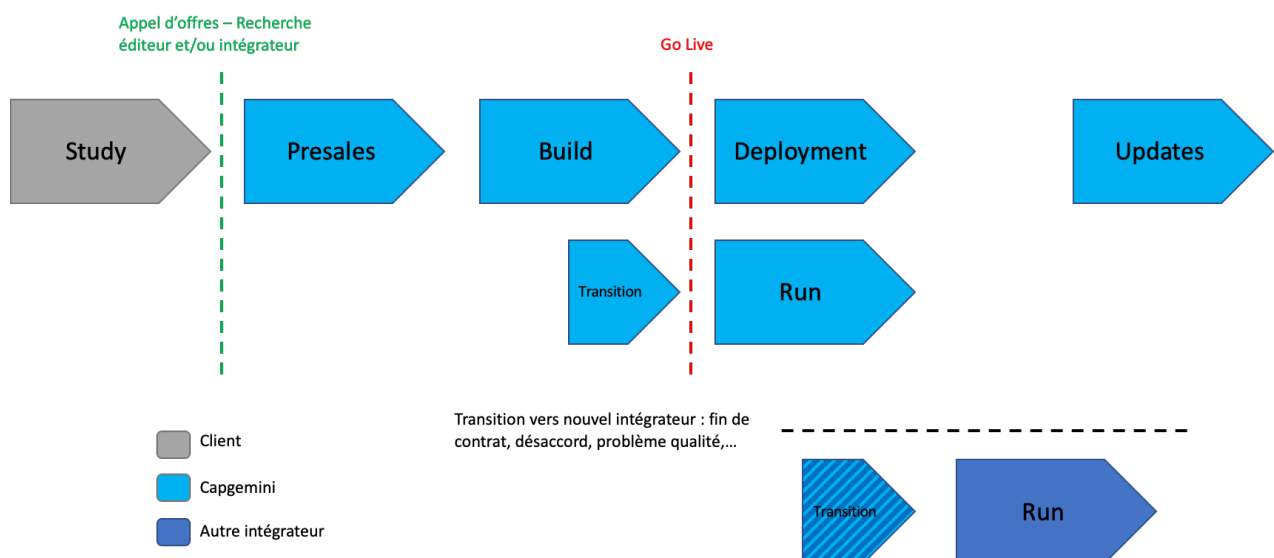 Appel d’offres – Recherche
éditeur et/ou intégrateur
Go Live
Study
Presales
Build
Deployment
Updates
Transition
Run
Transition vers nouvel intégrateur : fin de
contrat, désaccord, problème qualité,…
Client
Capgemini
Autre intégrateur
Transition
Run